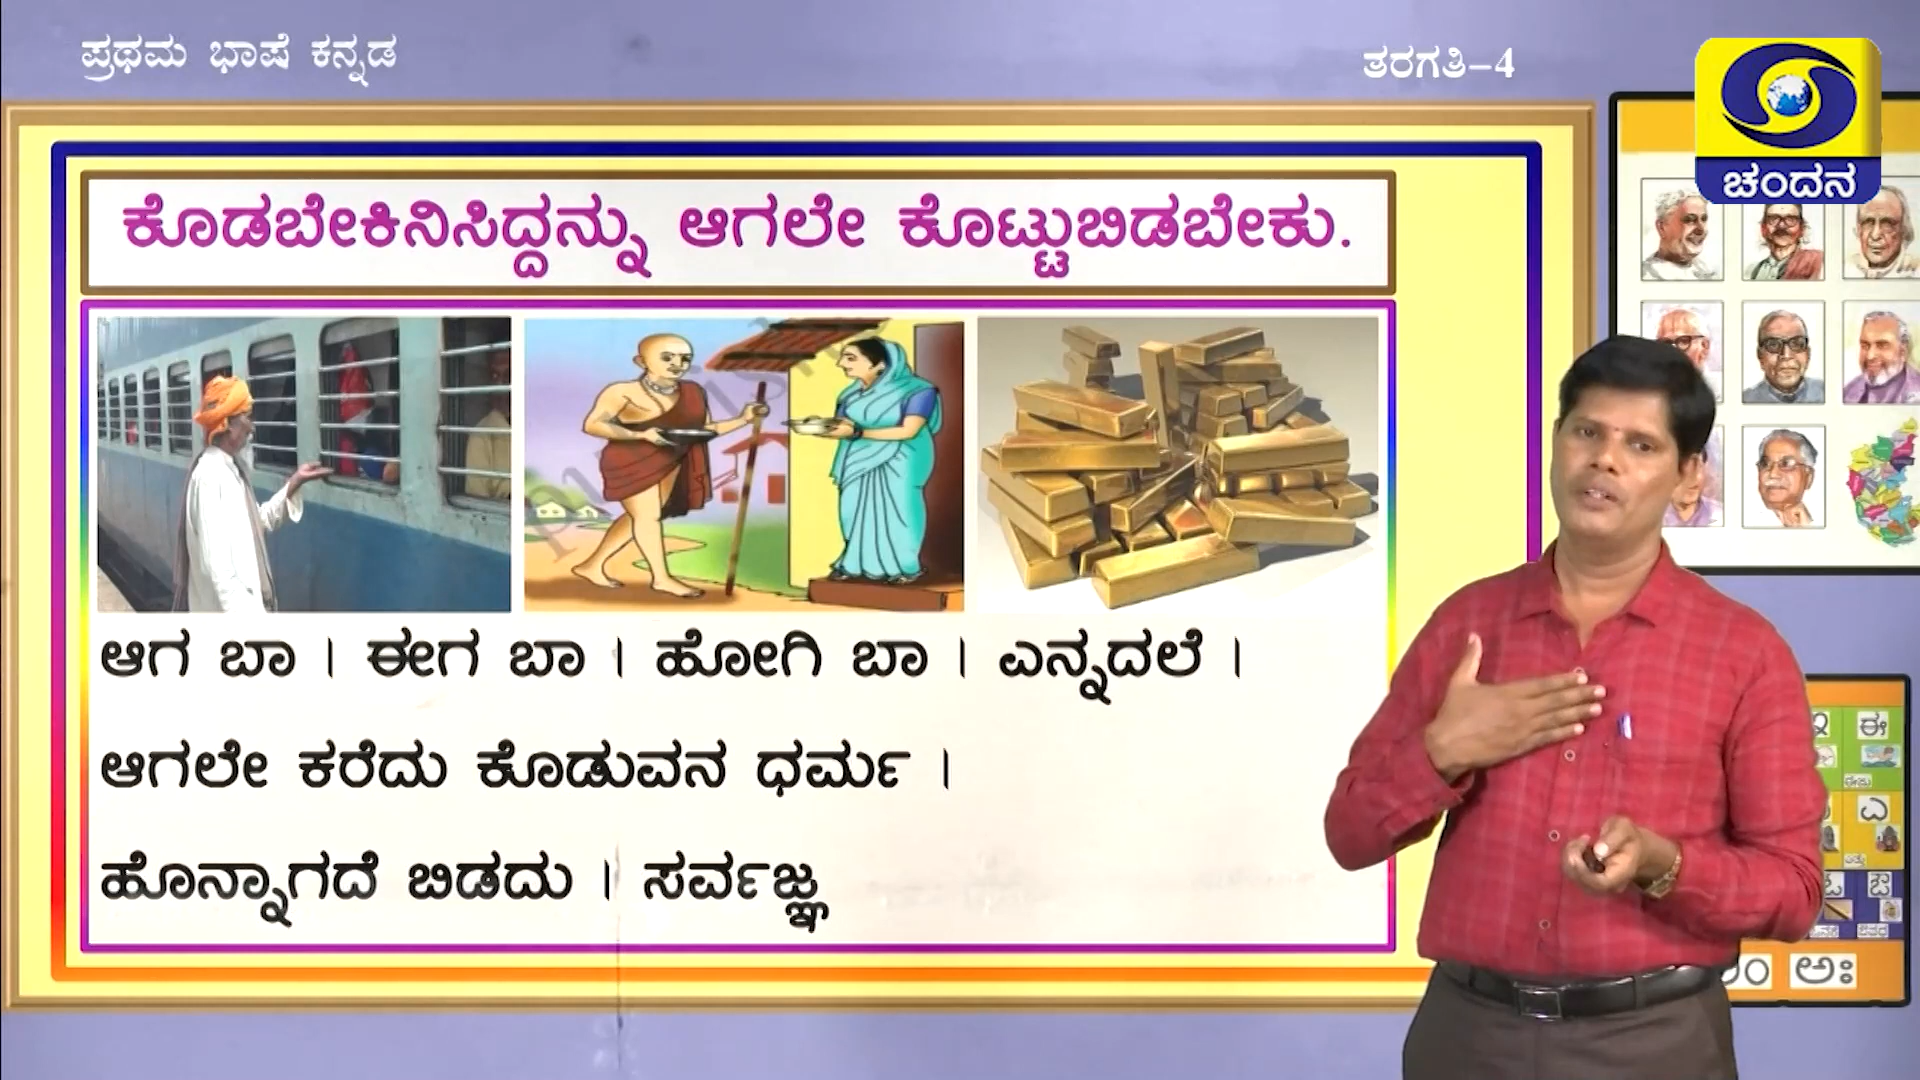 ಪ್ರಥಮ ಭಾಷೆ ಕನ್ನಡ
ತರಗತಿ-4
ಚಂದನ
ಕೊಡಬೇಕಿನಿಸಿದ್ದನ್ನು ಆಗಲೇ ಕೊಟ್ಟುಬಿಡಬೇಕು.
ಆಗ ಬಾ । ಈಗ ಬಾ । ಹೋಗಿ ಬಾ । ಎನ್ನದಲೆ ।
ಆಗಲೇ ಕರೆದು ಕೊಡುವನ ಧರ್ಮ ।
ಹೊನ್ನಾಗದೆ ಬಿಡದು । ಸರ್ವಜ್ಞ
ಈ
ಎ
ಔ
ಅಃ